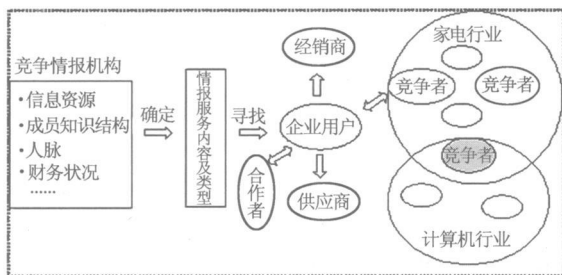 竞争情报机构
•信息资源
•成员知识结构
•人脉
•财务状况
……
确定
情报服务内容及类型
寻找
经销商
企业用户
合作者
供应商
家电行业
竞争者
竞争者
竞争者
计算机行业